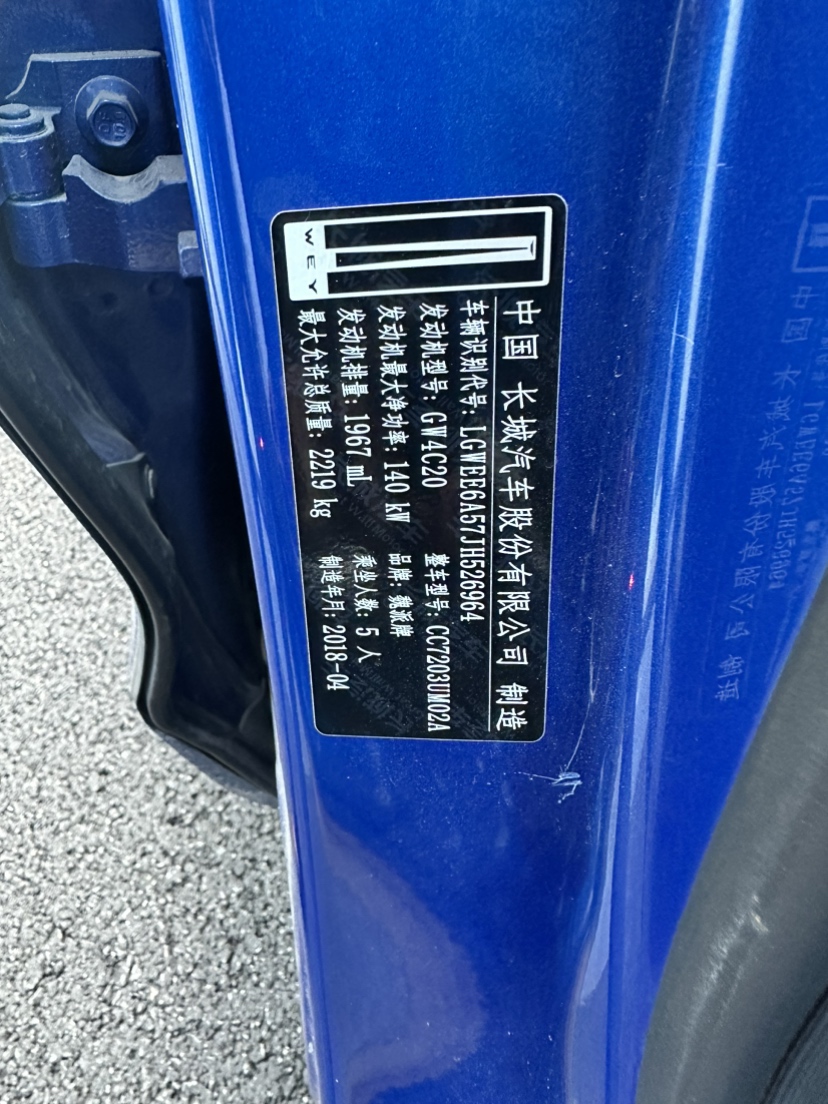 WEY
中国 长城汽车股份有限公司 制造
车辆识别代号: LGWEE6A57JH526964
发动机型号: GW4C20 整车型号: CC7203UM02A
发动机最大净功率: 140 kW 品牌: 魏派牌
发动机排量: 1967 mL 乘坐人数: 5 人
最大允许总质量: 2219 kg 制造年月: 2018-04